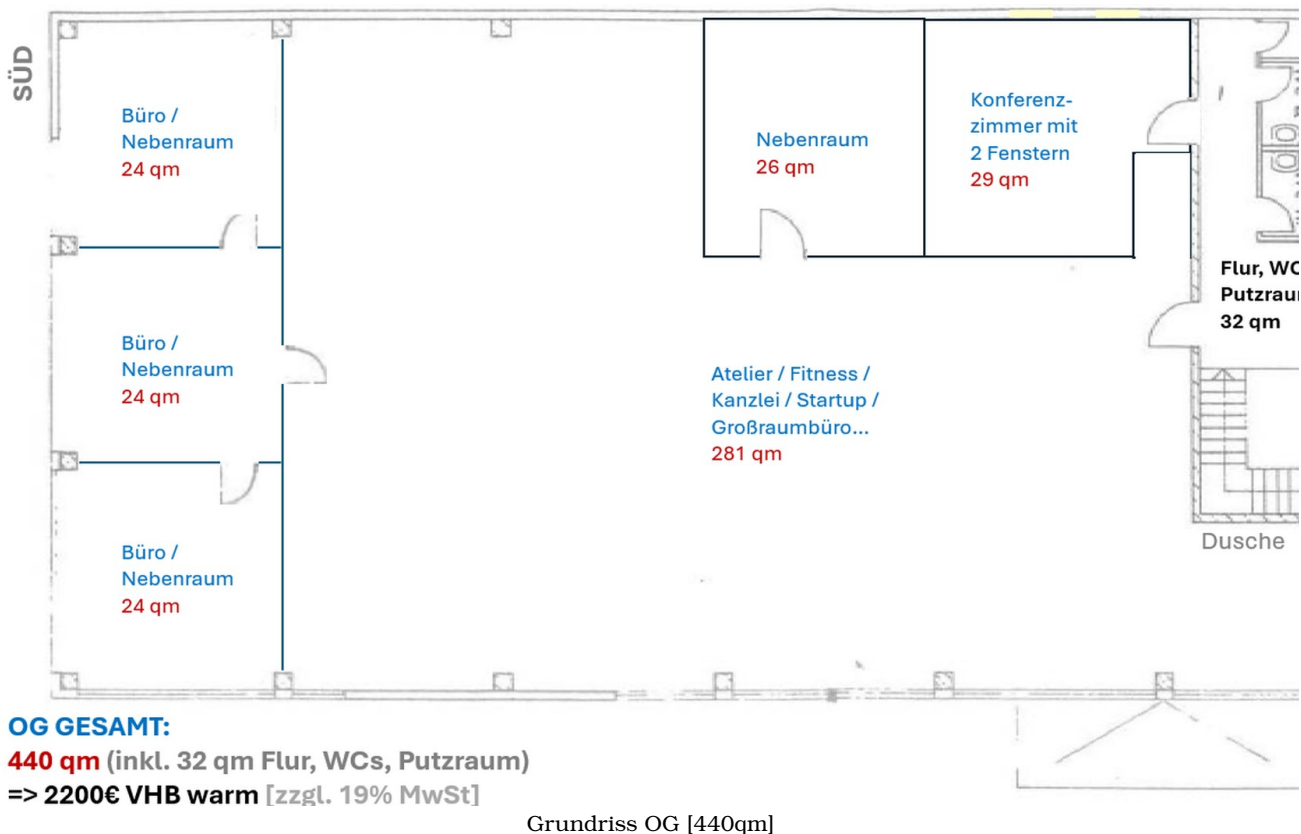 SÜD
Büro /
Nebenraum
24 qm
Nebenraum
26 qm
Konferenz-
zimmer mit
2 Fenstern
29 qm
Flur, WC
Putzraum
32 qm
Büro /
Nebenraum
24 qm
Atelier / Fitness /
Kanzlei / Startup /
Großraumbüro...
281 qm
Dusche
Büro /
Nebenraum
24 qm
OG GESAMT:
440 qm (inkl. 32 qm Flur, WCs, Putzraum)
=> 2200€ VHB warm [zzgl. 19% MwSt]
Grundriss OG [440qm]